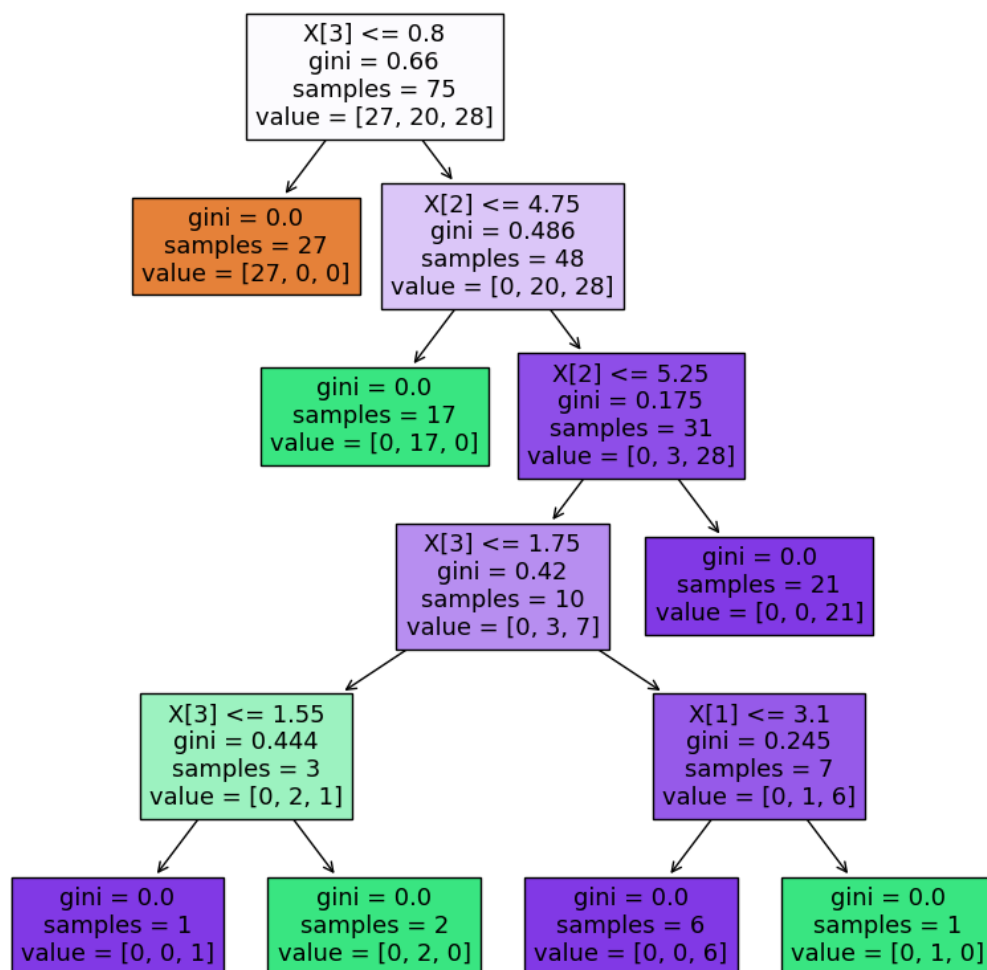 X[3] <= 0.8
gini = 0.66
samples = 75
value = [27, 20, 28]
gini = 0.0
samples = 27
value = [27, 0, 0]
X[2] <= 4.75
gini = 0.486
samples = 48
value = [0, 20, 28]
gini = 0.0
samples = 17
value = [0, 17, 0]
X[2] <= 5.25
gini = 0.175
samples = 31
value = [0, 3, 28]
X[3] <= 1.75
gini = 0.42
samples = 10
value = [0, 3, 7]
gini = 0.0
samples = 21
value = [0, 0, 21]
X[3] <= 1.55
gini = 0.444
samples = 3
value = [0, 2, 1]
X[1] <= 3.1
gini = 0.245
samples = 7
value = [0, 1, 6]
gini = 0.0
samples = 1
value = [0, 0, 1]
gini = 0.0
samples = 2
value = [0, 2, 0]
gini = 0.0
samples = 6
value = [0, 0, 6]
gini = 0.0
samples = 1
value = [0, 1, 0]